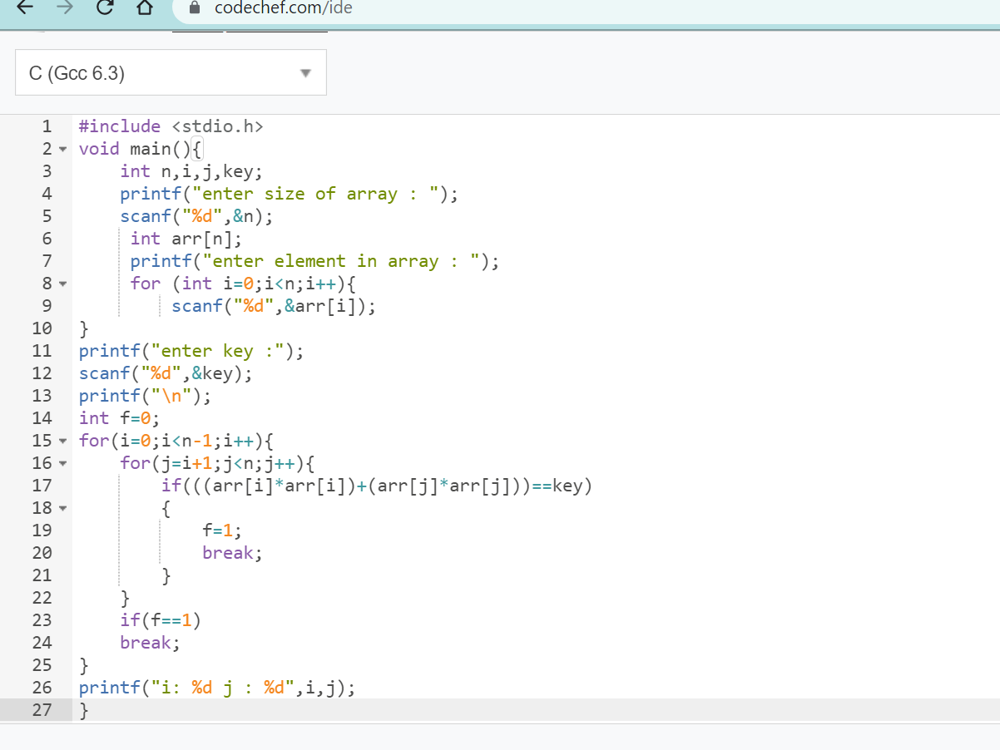 codechef.com/ide
C (Gcc 6.3)
1 #include <stdio.h>
2 void main(){
3     int n,i,j,key;
4     printf("enter size of array : ");
5     scanf("%d",&n);
6      int arr[n];
7      printf("enter element in array : ");
8      for (int i=0;i<n;i++){
9          scanf("%d",&arr[i]);
10 }
11 printf("enter key :");
12 scanf("%d",&key);
13 printf("\n");
14 int f=0;
15 for(i=0;i<n-1;i++){
16     for(j=i+1;j<n;j++){
17         if(((arr[i]*arr[i])+(arr[j]*arr[j]))==key)
18         {
19             f=1;
20             break;
21         }
22     }
23     if(f==1)
24     break;
25 }
26 printf("i: %d j : %d",i,j);
27 }